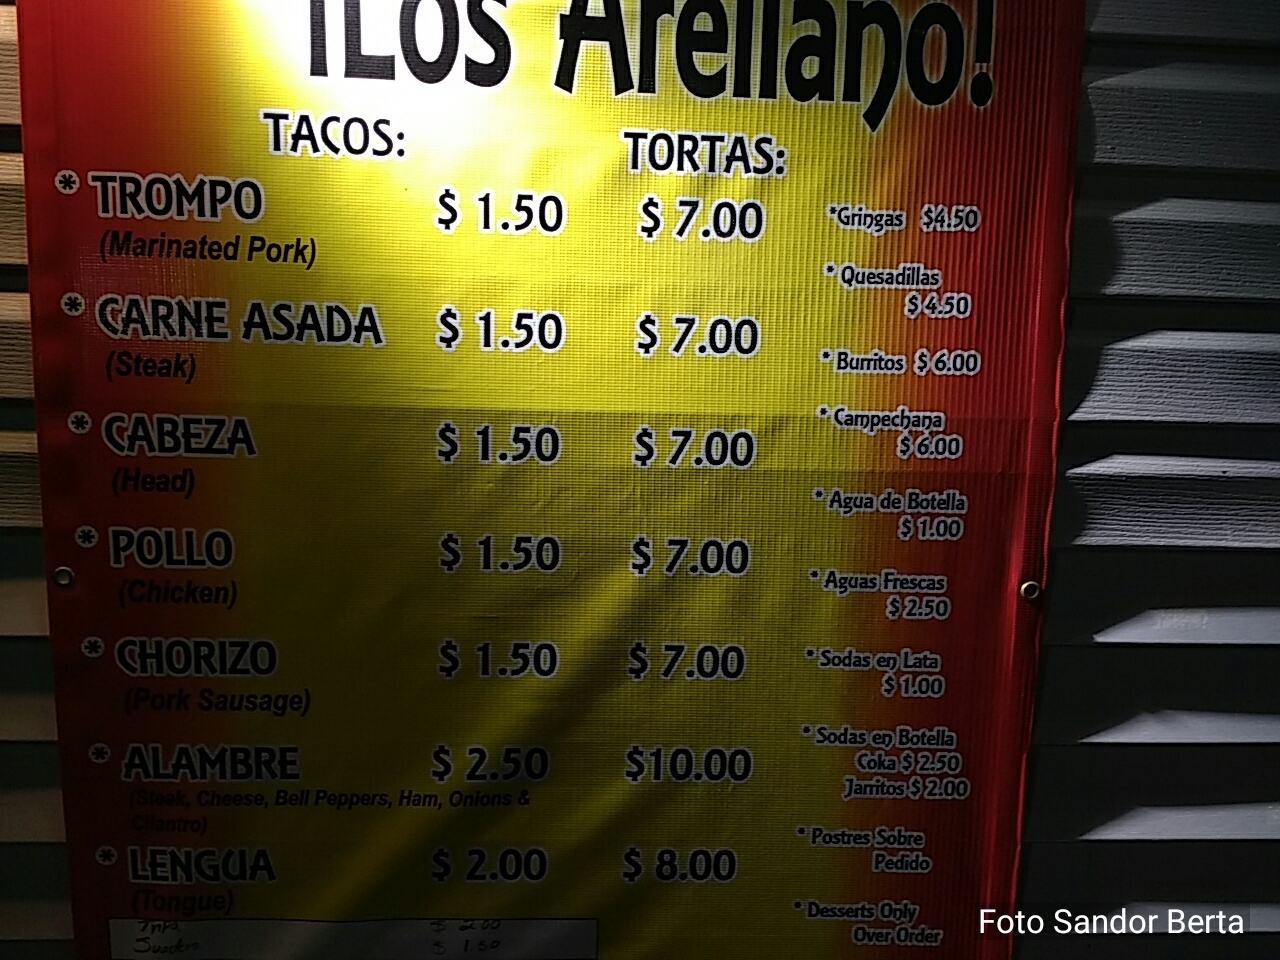 ¡Los Arellano!
TACOS: TORTAS:
* TROMPO $ 1.50 $ 7.00
(Marinated Pork)
* CARNE ASADA $ 1.50 $ 7.00
(Steak)
* CABEZA $ 1.50 $ 7.00
(Head)
* POLLO $ 1.50 $ 7.00
(Chicken)
* CHORIZO $ 1.50 $ 7.00
(Pork Sausage)
* ALAMBRE $ 2.50 $10.00
(Steak, Cheese, Bell Peppers, Ham, Onions &
Cilantro)
* LENGUA $ 2.00 $ 8.00
(Tongue)
$ 2.00
$ 1.50
*Gringas $4.50
* Quesadillas
$ 4.50
* Burritos $ 6.00
* Campechana
$ 6.00
* Agua de Botella
$ 1.00
* Aguas Frescas
$ 2.50
* Sodas en Lata
$ 1.00
* Sodas en Botella
Coka $ 2.50
Jarritos $ 2.00
* Postres Sobre
Pedido
* Desserts Only
Over Order
Foto Sandor Berta